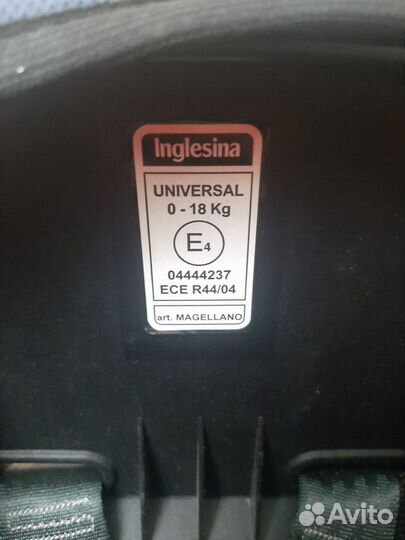 Inglesina
UNIVERSAL
0 - 18 Kg
E4
04444237
ECE R44/04
art. MAGELLANO
Avito